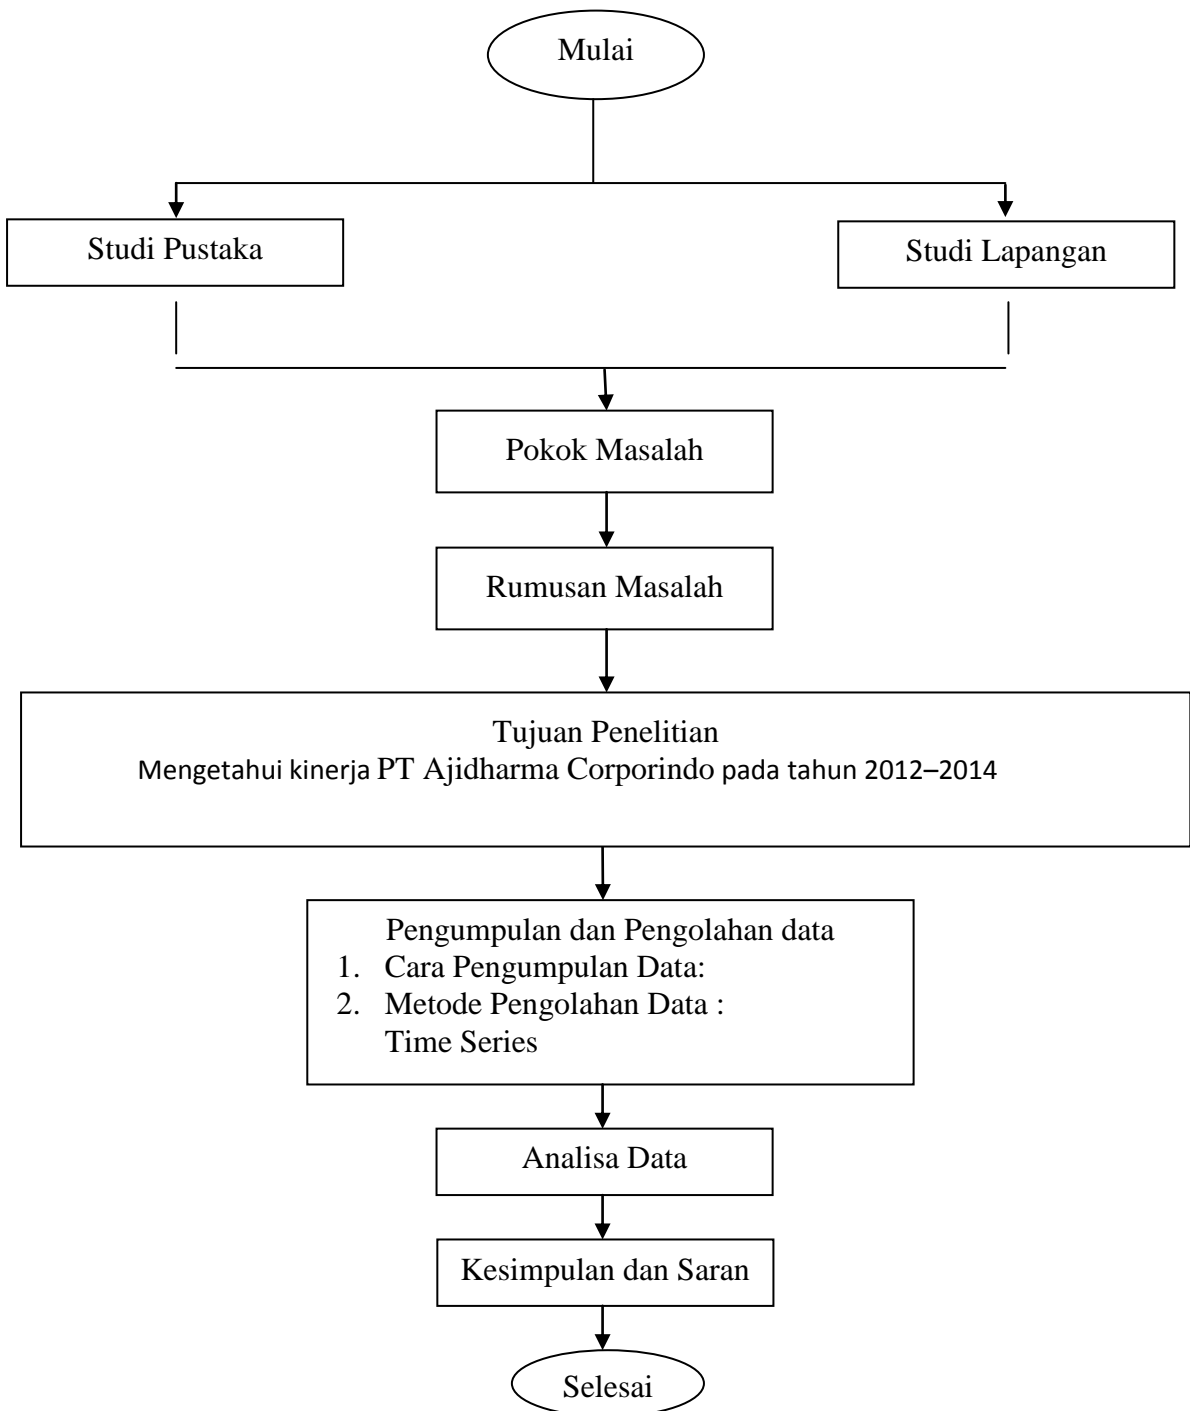 Mulai
Studi Pustaka
Studi Lapangan
Pokok Masalah
Rumusan Masalah
Tujuan Penelitian
Mengetahui kinerja PT Ajidharma Corporindo pada tahun 2012–2014
Pengumpulan dan Pengolahan data
1. Cara Pengumpulan Data:
2. Metode Pengolahan Data :
Time Series
Analisa Data
Kesimpulan dan Saran
Selesai